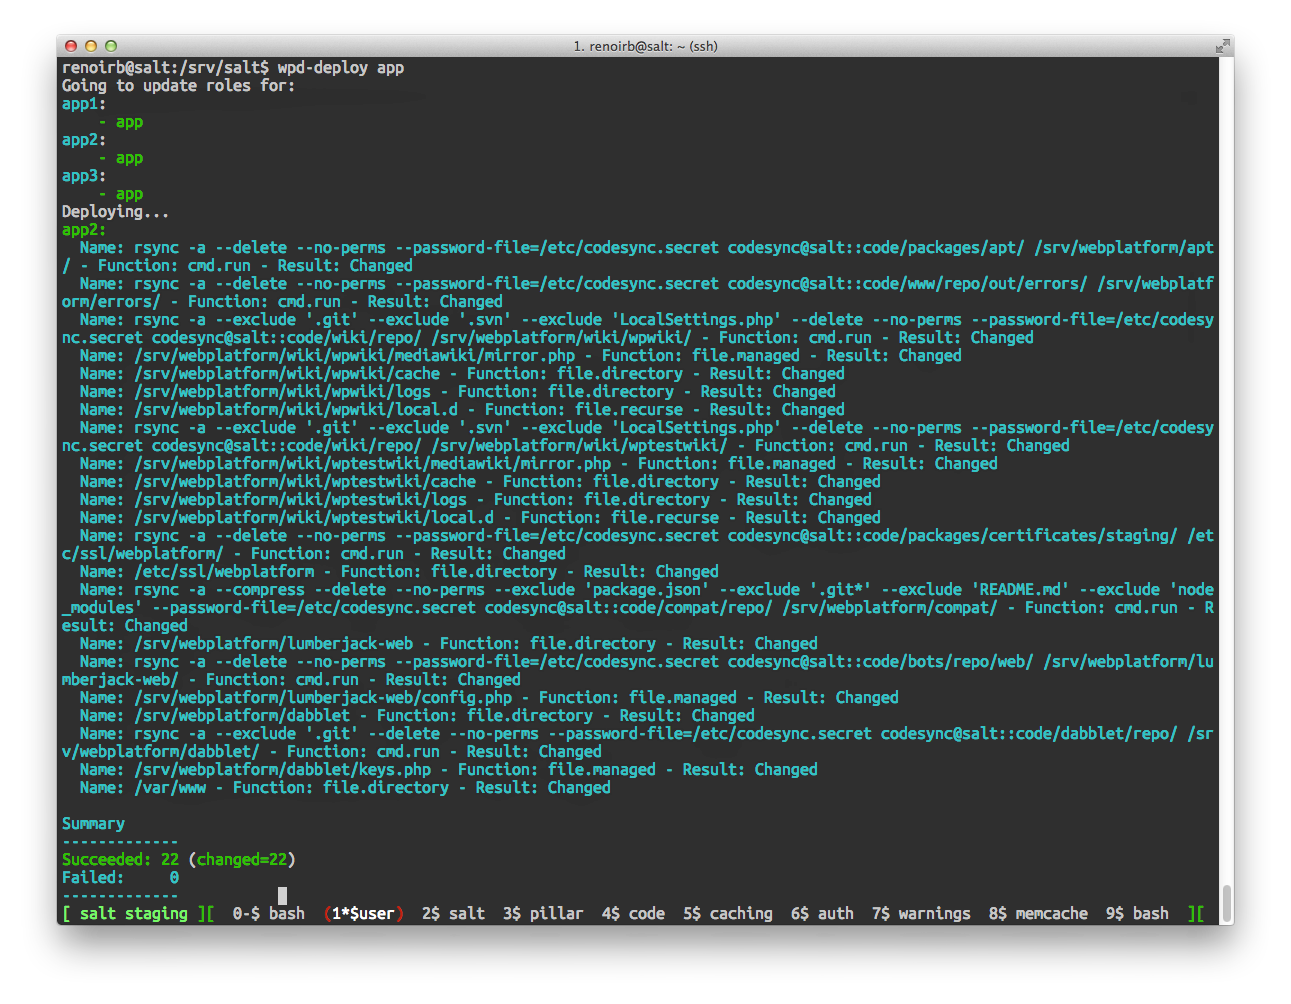 1. renoirb@salt: ~ (ssh)
renoirb@salt:/srv/salt$ wpd-deploy app
Going to update roles for:
app1:
    - app
app2:
    - app
app3:
    - app
Deploying...
app2:
  Name: rsync -a --delete --no-perms --password-file=/etc/codesync.secret codesync@salt::code/packages/apt/ /srv/webplatform/apt
/ - Function: cmd.run - Result: Changed
  Name: rsync -a --delete --no-perms --password-file=/etc/codesync.secret codesync@salt::code/www/repo/out/errors/ /srv/webplatf
orm/errors/ - Function: cmd.run - Result: Changed
  Name: rsync -a --exclude '.git' --exclude '.svn' --exclude 'LocalSettings.php' --delete --no-perms --password-file=/etc/codesy
nc.secret codesync@salt::code/wiki/repo/ /srv/webplatform/wiki/wpwiki/ - Function: cmd.run - Result: Changed
  Name: /srv/webplatform/wiki/wpwiki/mediawiki/mirror.php - Function: file.managed - Result: Changed
  Name: /srv/webplatform/wiki/wpwiki/cache - Function: file.directory - Result: Changed
  Name: /srv/webplatform/wiki/wpwiki/logs - Function: file.directory - Result: Changed
  Name: /srv/webplatform/wiki/wpwiki/local.d - Function: file.recurse - Result: Changed
  Name: rsync -a --exclude '.git' --exclude '.svn' --exclude 'LocalSettings.php' --delete --no-perms --password-file=/etc/codesy
nc.secret codesync@salt::code/wiki/repo/ /srv/webplatform/wiki/wptestwiki/ - Function: cmd.run - Result: Changed
  Name: /srv/webplatform/wiki/wptestwiki/mediawiki/mirror.php - Function: file.managed - Result: Changed
  Name: /srv/webplatform/wiki/wptestwiki/cache - Function: file.directory - Result: Changed
  Name: /srv/webplatform/wiki/wptestwiki/logs - Function: file.directory - Result: Changed
  Name: /srv/webplatform/wiki/wptestwiki/local.d - Function: file.recurse - Result: Changed
  Name: rsync -a --delete --no-perms --password-file=/etc/codesync.secret codesync@salt::code/packages/certificates/staging/ /et
c/ssl/webplatform/ - Function: cmd.run - Result: Changed
  Name: /etc/ssl/webplatform - Function: file.directory - Result: Changed
  Name: rsync -a --compress --delete --no-perms --exclude 'package.json' --exclude '.git*' --exclude 'README.md' --exclude 'node
_modules' --password-file=/etc/codesync.secret codesync@salt::code/compat/repo/ /srv/webplatform/compat/ - Function: cmd.run - R
esult: Changed
  Name: /srv/webplatform/lumberjack-web - Function: file.directory - Result: Changed
  Name: rsync -a --delete --no-perms --password-file=/etc/codesync.secret codesync@salt::code/bots/repo/web/ /srv/webplatform/lu
mberjack-web/ - Function: cmd.run - Result: Changed
  Name: /srv/webplatform/lumberjack-web/config.php - Function: file.managed - Result: Changed
  Name: /srv/webplatform/dabblet - Function: file.directory - Result: Changed
  Name: rsync -a --exclude '.git' --delete --no-perms --password-file=/etc/codesync.secret codesync@salt::code/dabblet/repo/ /sr
v/webplatform/dabblet/ - Function: cmd.run - Result: Changed
  Name: /srv/webplatform/dabblet/keys.php - Function: file.managed - Result: Changed
  Name: /var/www - Function: file.directory - Result: Changed
Summary
-------------
Succeeded: 22 (changed=22)
Failed:     0
-------------
[ salt staging ][  0-$ bash  (1*$user)  2$ salt  3$ pillar  4$ code  5$ caching  6$ auth  7$ warnings  8$ memcache  9$ bash  ][